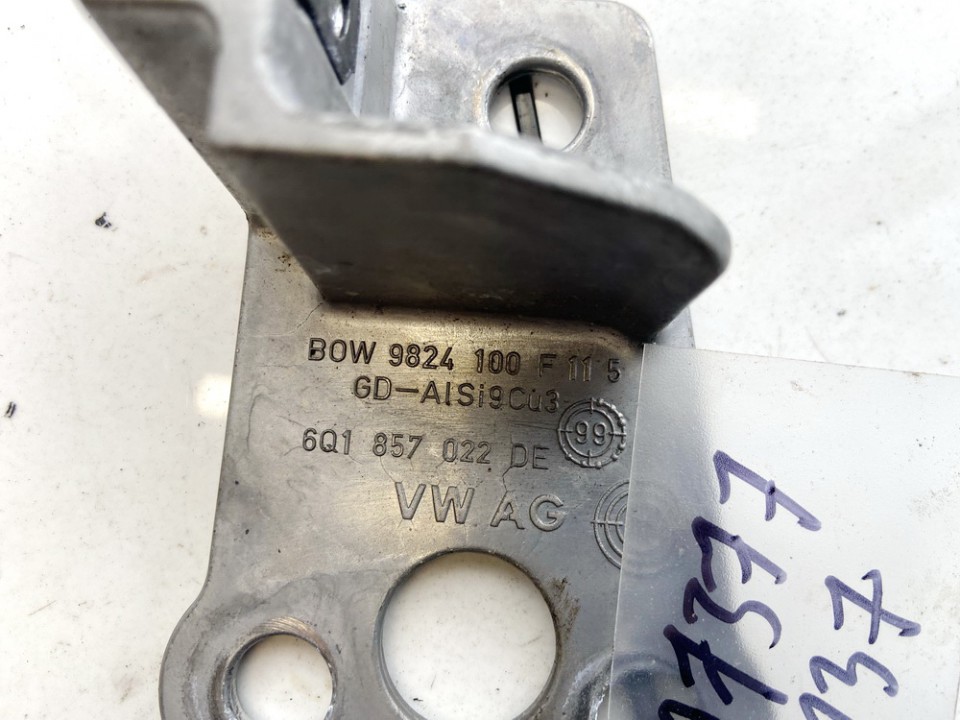 BOW 9824 100 F 11 5
GD-AlSi9Cu3
99
6Q1 857 022 DE
VW AG